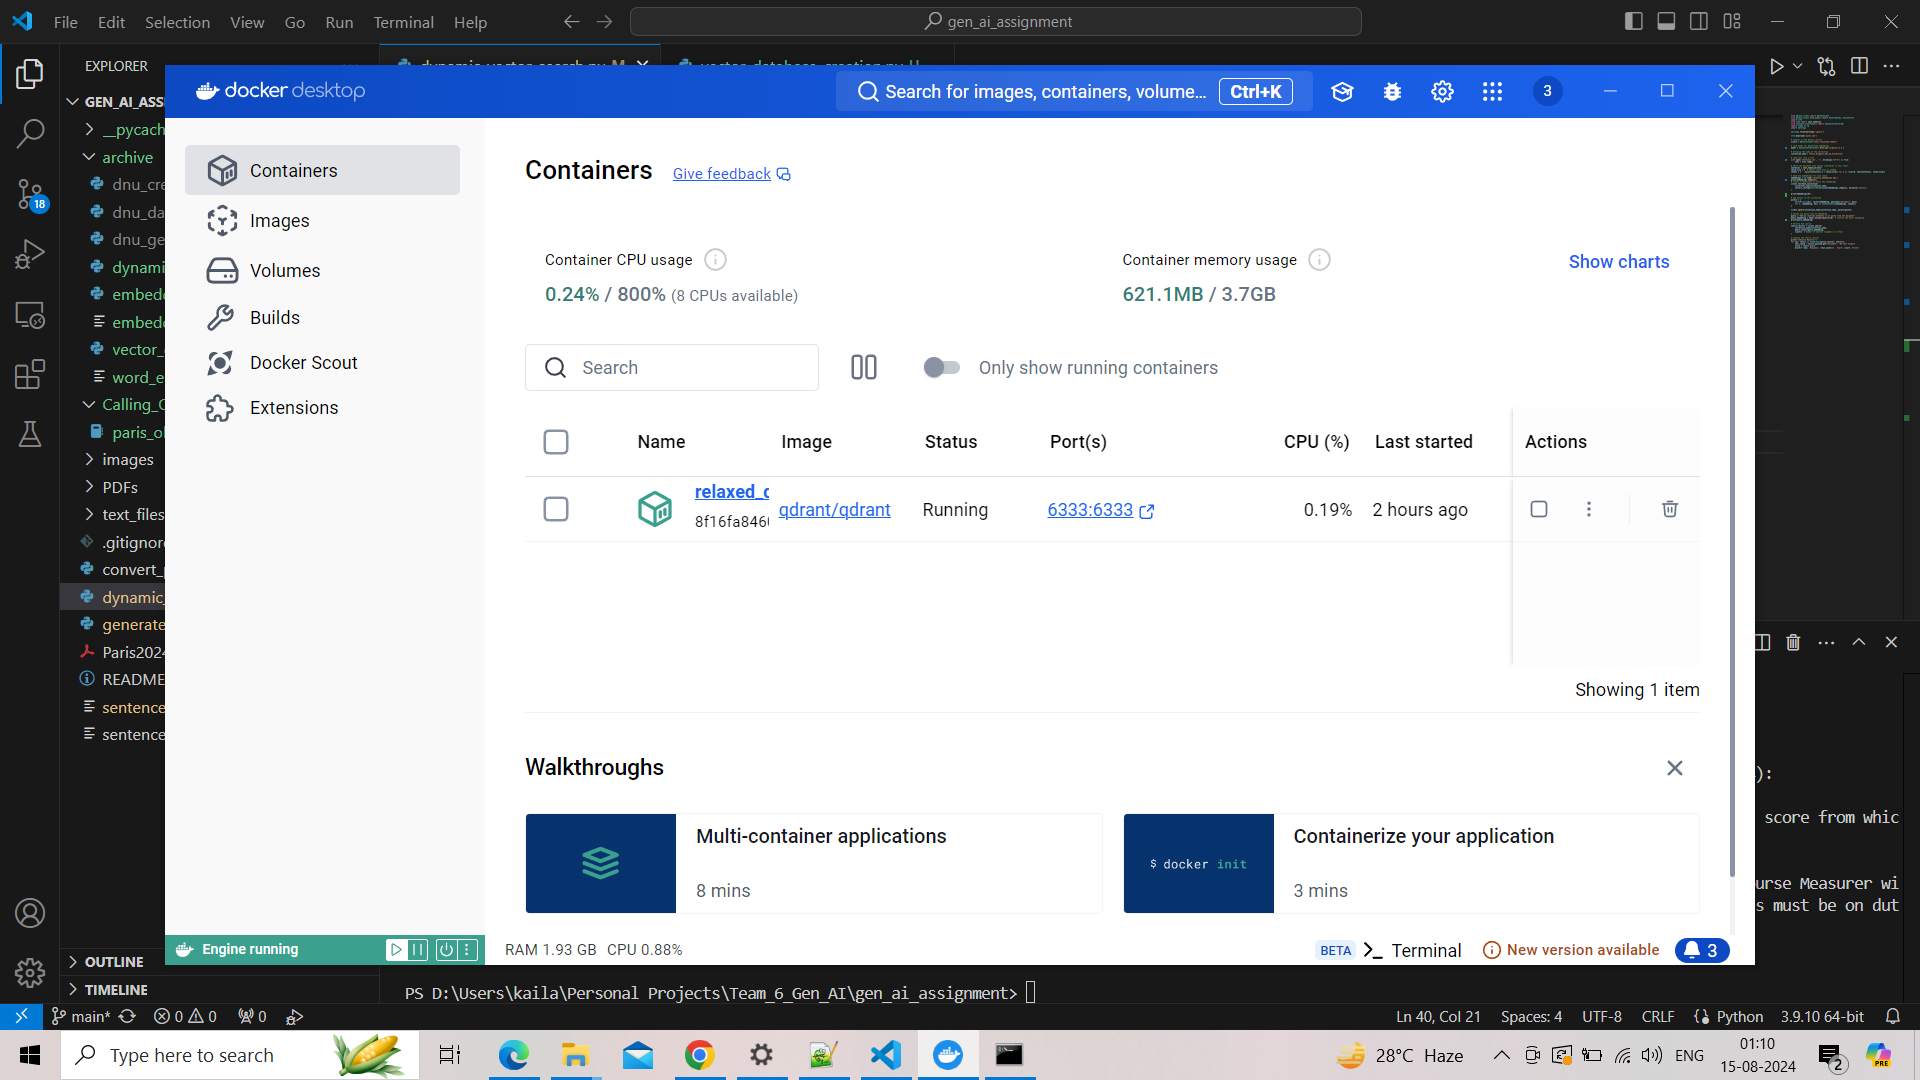 File Edit Selection View Go Run Terminal Help
gen_ai_assignment
EXPLORER
GEN_AI_ASS
__pycach
archive
dnu_cre
dnu_da
dnu_ge
dynami
embed
embed
vector_
word_e
Calling_
paris_ol
images
PDFs
text_files
.gitignor
convert_
dynamic_
generate
Paris2024
README
sentence
sentence
OUTLINE
TIMELINE
18
docker desktop
Search for images, containers, volume... Ctrl+K
3
Containers
Images
Volumes
Builds
Docker Scout
Extensions
Containers Give feedback
Container CPU usage
0.24% / 800% (8 CPUs available)
Container memory usage
621.1MB / 3.7GB
Show charts
Search
Only show running containers
Name Image Status Port(s) CPU (%) Last started Actions
relaxed_
8f16fa846
qdrant/qdrant Running 6333:6333 0.19% 2 hours ago
Showing 1 item
Walkthroughs
Multi-container applications
8 mins
$ docker init
Containerize your application
3 mins
Engine running
RAM 1.93 GB CPU 0.88%
BETA Terminal New version available 3
):
score from whic
urse Measurer wi
s must be on dut
PS D:\Users\kaila\Personal Projects\Team_6_Gen_AI\gen_ai_assignment>
main* 0 0 0
Ln 40, Col 21 Spaces: 4 UTF-8 CRLF Python 3.9.10 64-bit
Type here to search
28°C Haze
ENG
01:10
15-08-2024
2
PRE